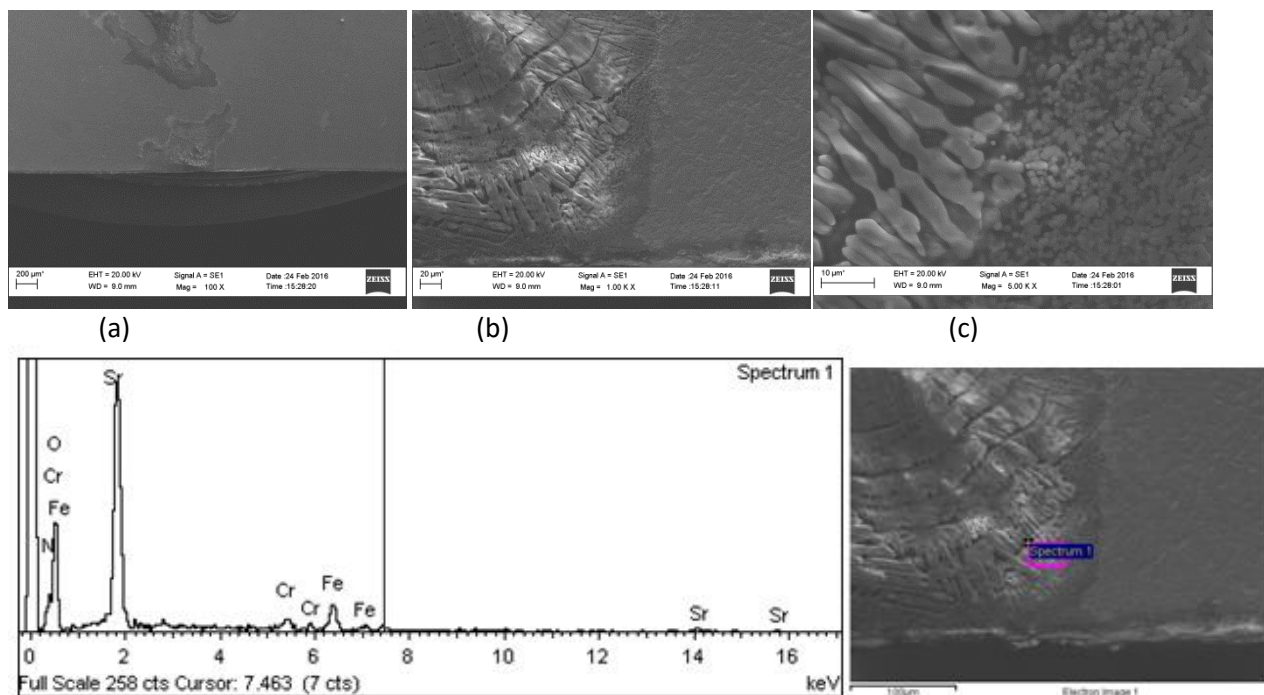 200 µm*
EHT = 20.00 kV Signal A = SE1 Date :24 Feb 2016
WD = 9.0 mm Mag = 100 X Time :15:28:20
ZEISS
20 µm*
EHT = 20.00 kV Signal A = SE1 Date :24 Feb 2016
WD = 9.0 mm Mag = 1.00 K X Time :15:28:11
ZEISS
10 µm*
EHT = 20.00 kV Signal A = SE1 Date :24 Feb 2016
WD = 9.0 mm Mag = 5.00 K X Time :15:28:01
ZEISS
(a) (b) (c)
Spectrum 1
Sr
O
Cr
Fe
N
Cr Cr Fe Fe Sr Sr
0 2 4 6 8 10 12 14 16
Full Scale 258 cts Cursor: 7.463 (7 cts) keV
Spectrum 1
100µm Electron Image 1